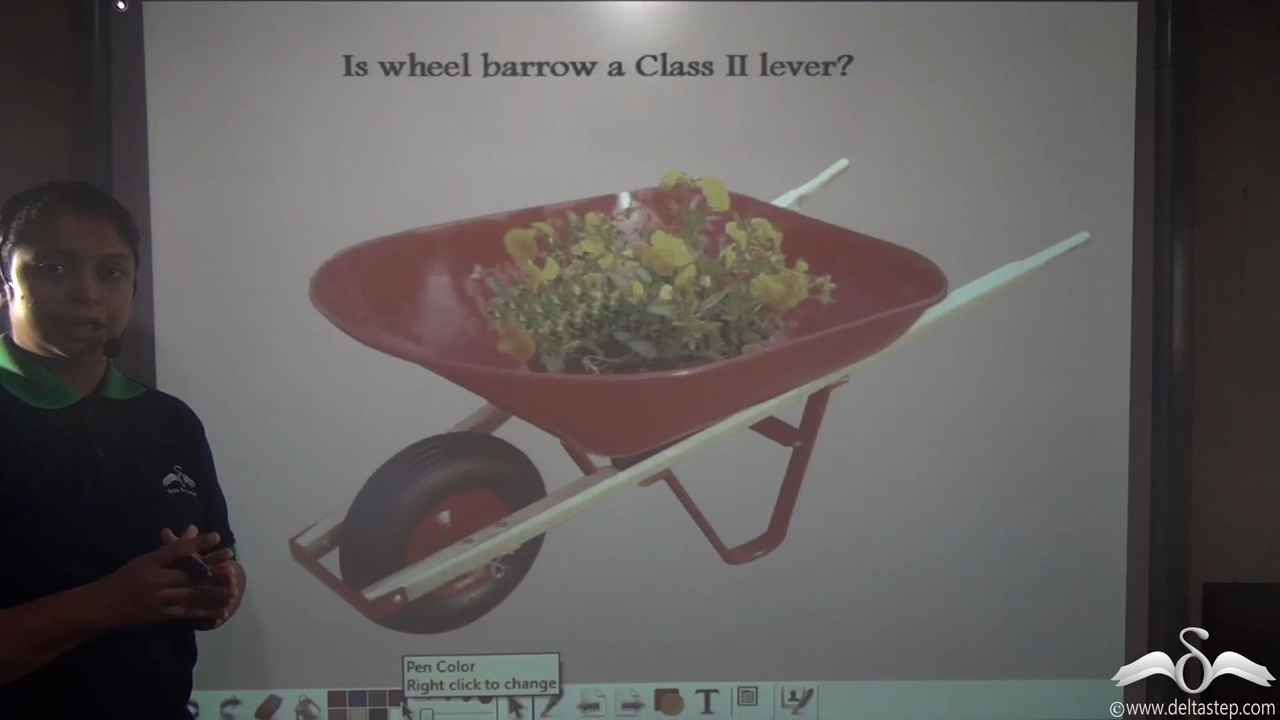 Is wheel barrow a Class II lever?
Pen Color
Right click to change
T
©www.deltastep.com